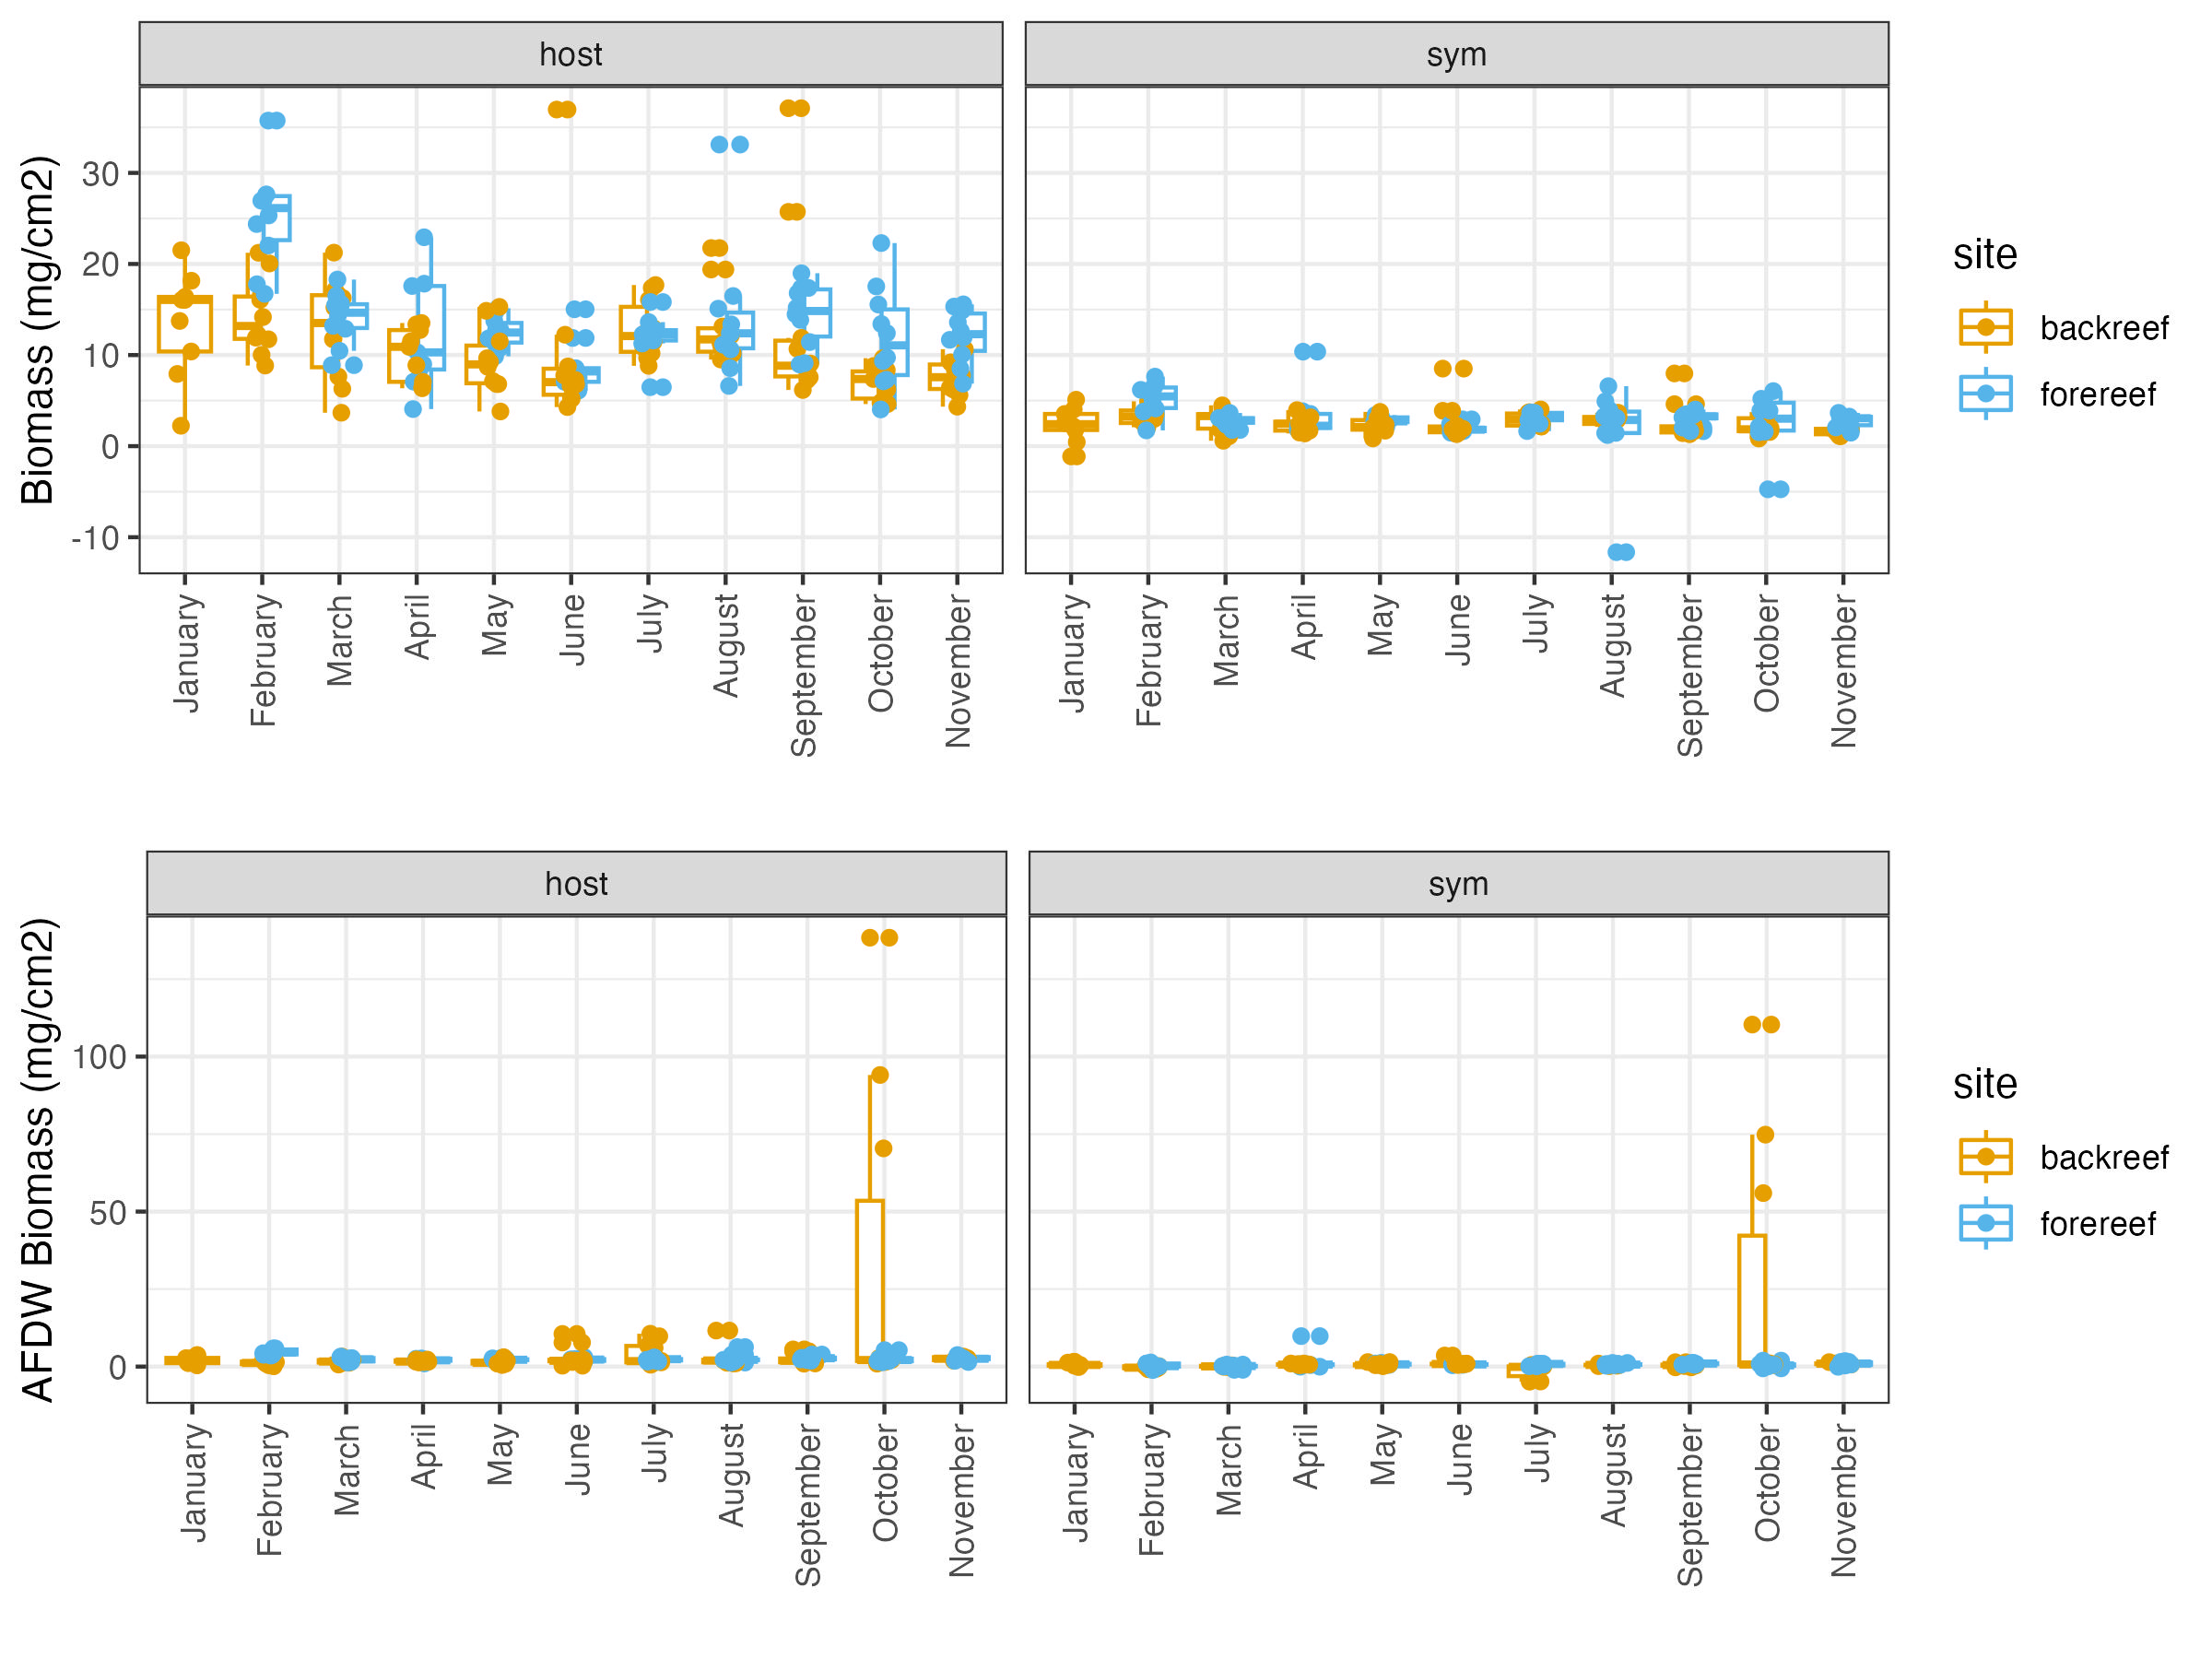 host
sym
Biomass (mg/cm2)
30
20
10
0
-10
January
February
March
April
May
June
July
August
September
October
November
January
February
March
April
May
June
July
August
September
October
November
site
backreef
forereef
host
sym
AFDW Biomass (mg/cm2)
100
50
0
January
February
March
April
May
June
July
August
September
October
November
January
February
March
April
May
June
July
August
September
October
November
site
backreef
forereef